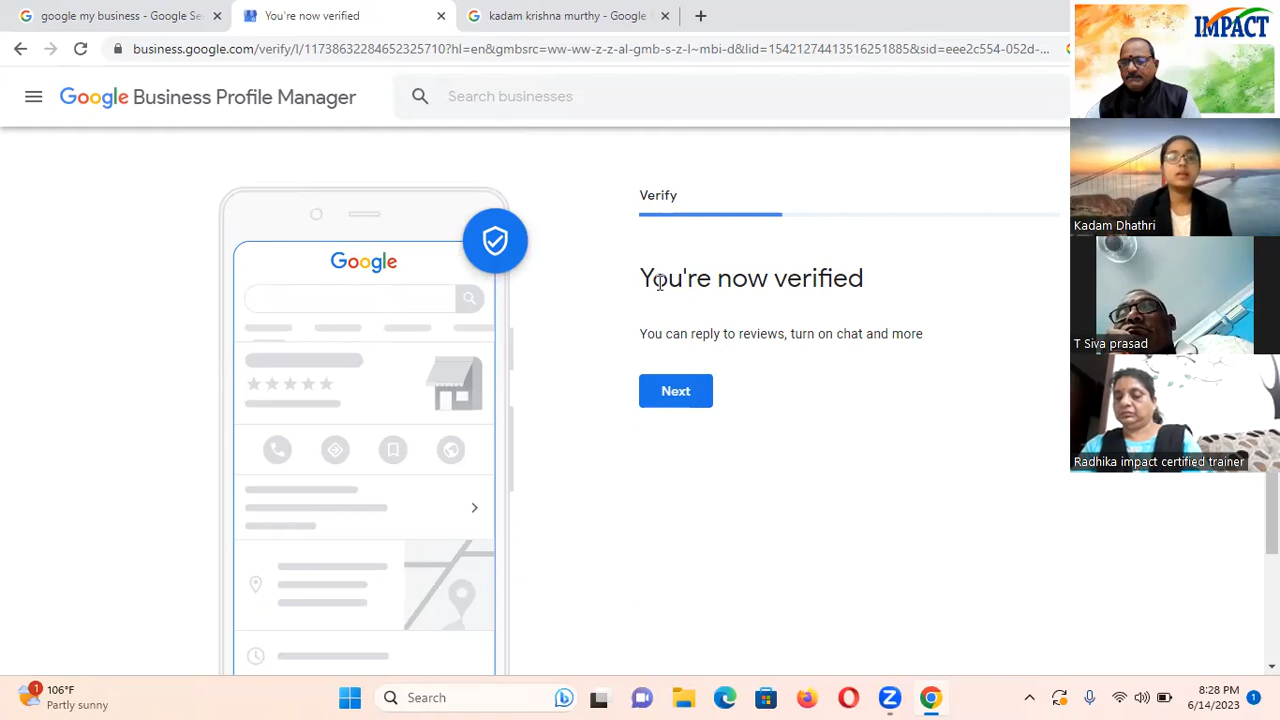 google my business - Google Se
You're now verified
kadam krishna murthy - Google
business.google.com/verify/l/11738632284652325710?hl=en&gmbsrc=ww-ww-z-z-al-gmb-s-z-l~mbi-d&lid=15421274413516251885&sid=eee2c554-052d-...
Google Business Profile Manager
Search businesses
Verify
Google
You're now verified
You can reply to reviews, turn on chat and more
Next
IMPACT
Kadam Dhathri
T Siva prasad
Radhika impact certified trainer
1
106°F
Partly sunny
Search
8:28 PM
6/14/2023
1